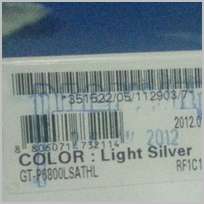 351522/05/112903/7
2012.0
8 806071 732114
2012
COLOR : Light Silver
GT-P6800LSATHL
RF1C1